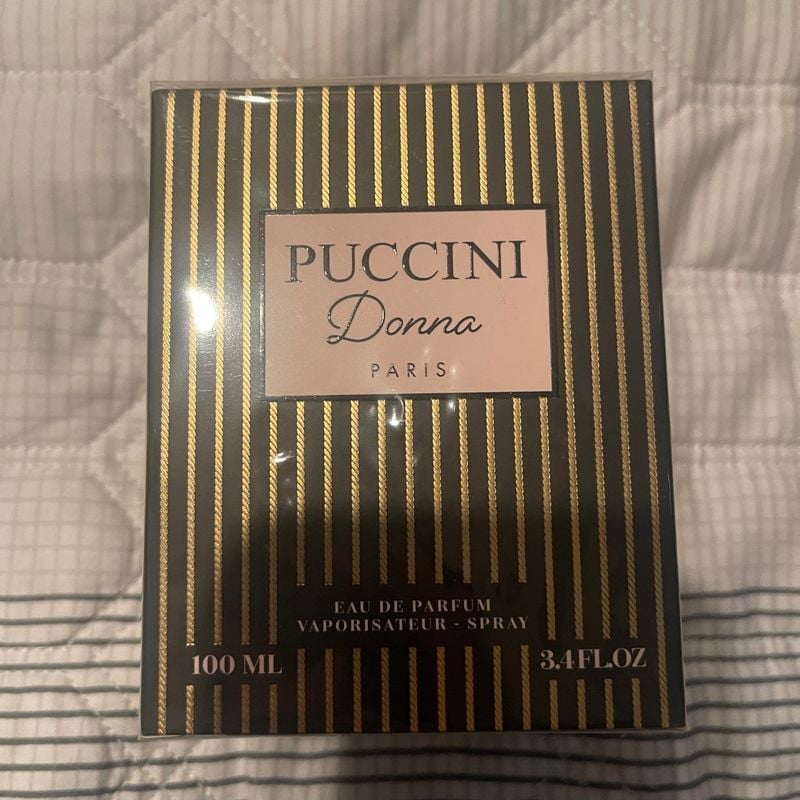 PUCCINI
Donna
PARIS
EAU DE PARFUM
VAPORISATEUR - SPRAY
100 ML
3.4FL.OZ